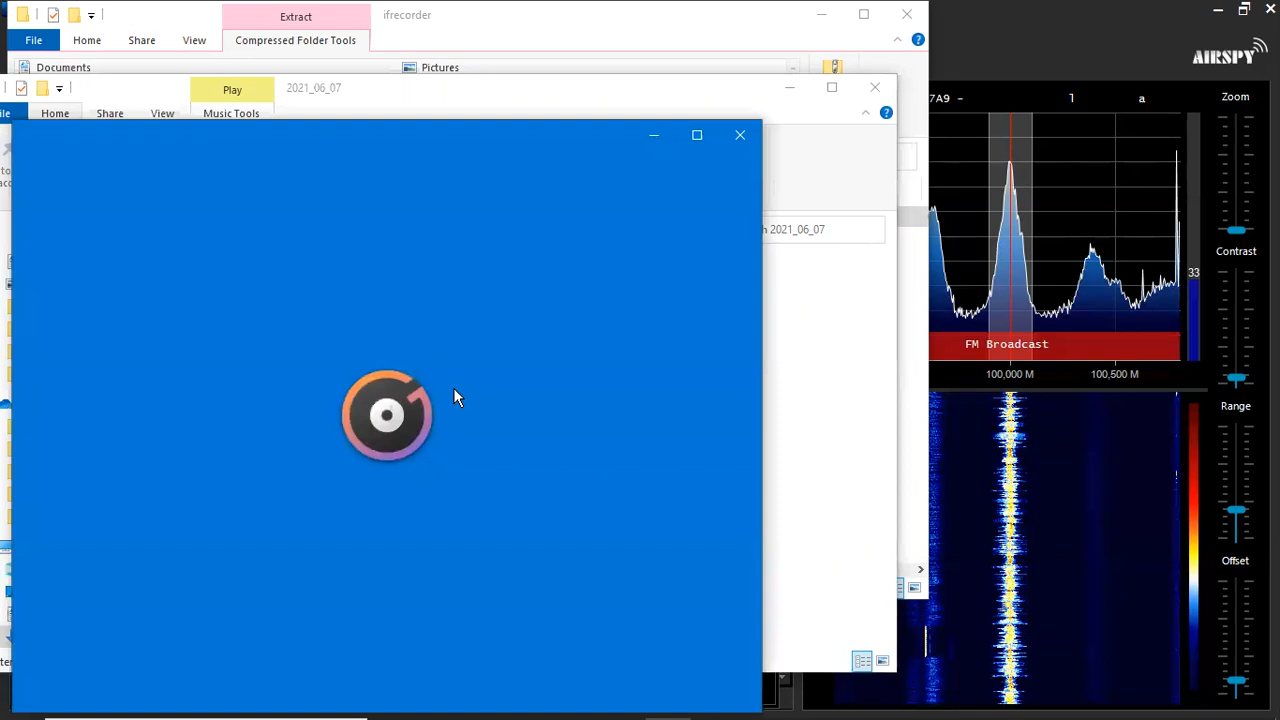 Extract
ifrecorder
File
Home
Share
View
Compressed Folder Tools
Documents
Pictures
Play
2021_06_07
Home
Share
View
Music Tools
2021_06_07
AIRSPY
7A9 -
l
a
Zoom
Contrast
33
FM Broadcast
100,000 M
100,500 M
Range
Offset